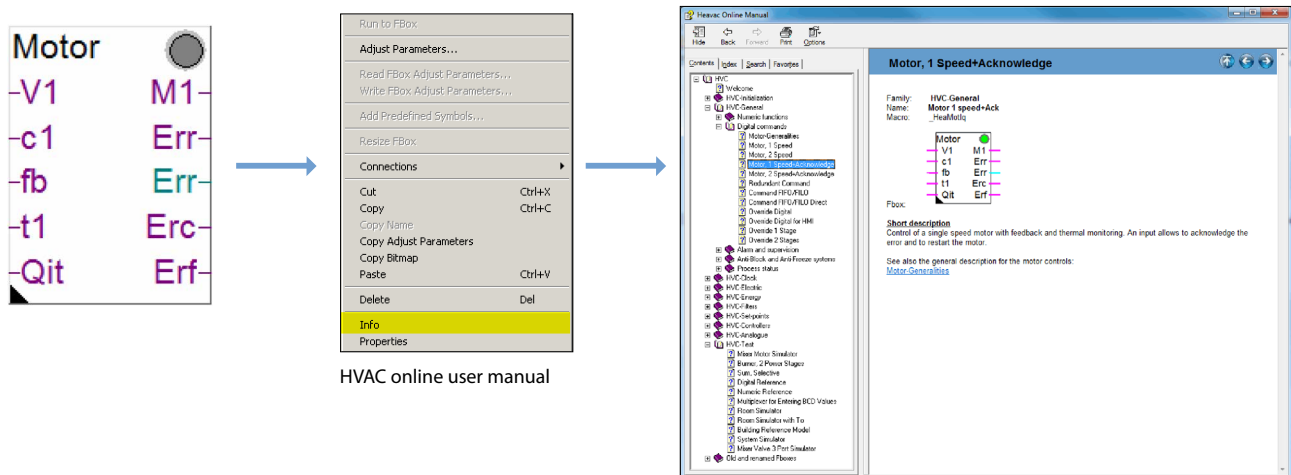 Motor
V1 M1
c1 Err
fb Err
t1 Erc
Qit Erf
Run to FBox
Adjust Parameters...
Read FBox Adjust Parameters...
Write FBox Adjust Parameters...
Add Predefined Symbols...
Resize FBox
Connections
Cut Ctrl+X
Copy Ctrl+C
Copy Name
Copy Adjust Parameters
Copy Bitmap
Paste Ctrl+V
Delete Del
Info
Properties
HVAC online user manual
Heavac Online Manual
Hide Back Forward Print Options
Contents Index Search Favorites
HVC
Welcome
HVC-Initialization
HVC-General
Numeric functions
Digital commands
Motor-Generalities
Motor, 1 Speed
Motor, 2 Speed
Motor, 1 Speed+Acknowledge
Motor, 2 Speed+Acknowledge
Redundant Command
Command FIFO/FILO
Command FIFO/FILO Direct
Override Digital
Override Digital for HMI
Override 1 Stage
Override 2 Stages
Alarm and supervision
Anti-Block and Anti-Freeze systems
Process status
HVC-Clock
HVC-Electric
HVC-Energy
HVC-Filters
HVC-Set-points
HVC-Controllers
HVC-Analogue
HVC-Test
Mixer Motor Simulator
Burner, 2 Power Stages
Sum, Selective
Digital Reference
Numeric Reference
Multiplexer for Entering BCD Values
Room Simulator
Room Simulator with To
Building Reference Model
System Simulator
Mixer Valve 3 Port Simulator
Old and renamed Fboxes
Motor, 1 Speed+Acknowledge
Family: HVC-General
Name: Motor 1 speed+Ack
Macro: _HeaMotIq
Motor
V1 M1
c1 Err
fb Err
t1 Erc
Qit Erf
Fbox:
Short description
Control of a single speed motor with feedback and thermal monitoring. An input allows to acknowledge the
error and to restart the motor.
See also the general description for the motor controls:
Motor-Generalities